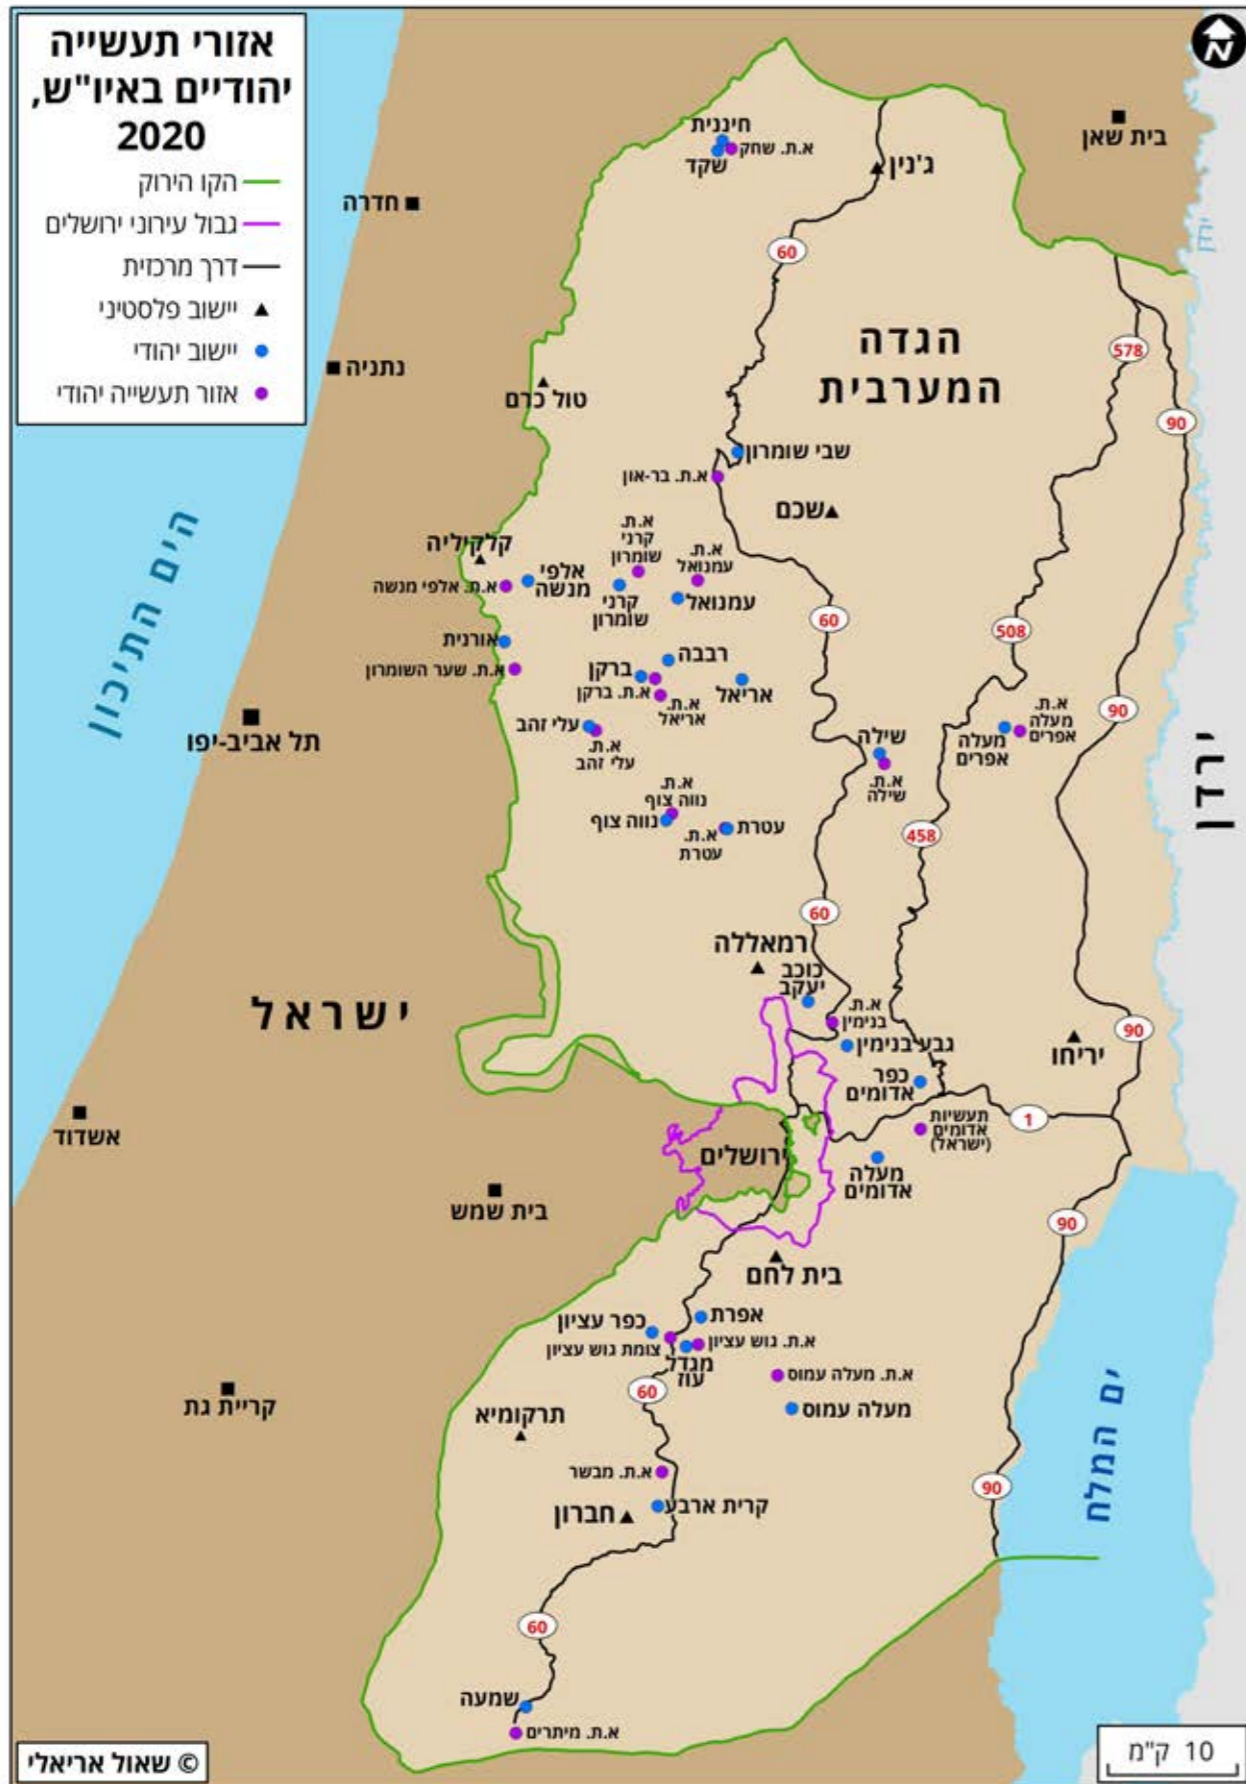 אזורי תעשייה
יהודיים באיו"ש,
2020
הקו הירוק
גבול עירוני ירושלים
דרך מרכזית
יישוב פלסטיני
יישוב יהודי
אזור תעשייה יהודי
N
בית שאן
ירדן
חיננית
א.ת. שחק
שקד
ג'נין
חדרה
60
הגדה
המערבית
578
נתניה
טול כרם
90
שבי שומרון
א.ת. בר-און
שכם
הים התיכון
קלקיליה
א.ת.
קרני
שומרון
א.ת.
עמנואל
אלפי
מנשה
א.ת. אלפי מנשה
קרני
שומרון
עמנואל
60
508
אורנית
א.ת. שער השומרון
רבבה
ברקן
א.ת. ברקן
אריאל
א.ת.
אריאל
תל אביב-יפו
עלי זהב
א.ת.
עלי זהב
שילה
א.ת.
שילה
א.ת.
מעלה
אפרים
מעלה
אפרים
90
ירדן
א.ת.
נווה צוף
נווה צוף
עטרת
א.ת.
עטרת
458
60
רמאללה
ישראל
כוכב
יעקב
א.ת.
בנימין
גבע בנימין
90
יריחו
כפר
אדומים
אשדוד
תעשיות
אדומים
(ישראל)
1
ירושלים
מעלה
אדומים
בית שמש
90
בית לחם
אפרת
כפר עציון
צומת גוש עציון
א.ת. גוש עציון
מגדל
עוז
א.ת. מעלה עמוס
מעלה עמוס
60
קריית גת
תרקומיא
ים המלח
א.ת. מבשר
90
קרית ארבע
חברון
60
שמעה
א.ת. מיתרים
© שאול אריאלי
10 ק"מ